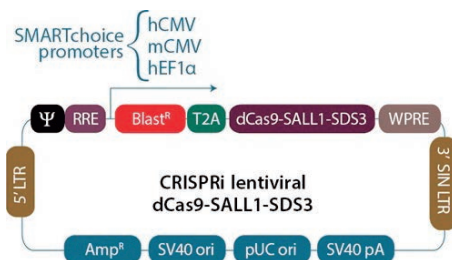 SMARTchoice
promoters
hCMV
mCMV
hEF1α
Ψ
RRE
Blastᴿ
T2A
dCas9-SALL1-SDS3
WPRE
5' LTR
3' SIN LTR
CRISPRi lentiviral
dCas9-SALL1-SDS3
Ampᴿ
SV40 ori
pUC ori
SV40 pA